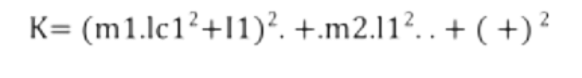 K= (m1.lc1²+I1)². +.m2.l1². . + ( +) ²